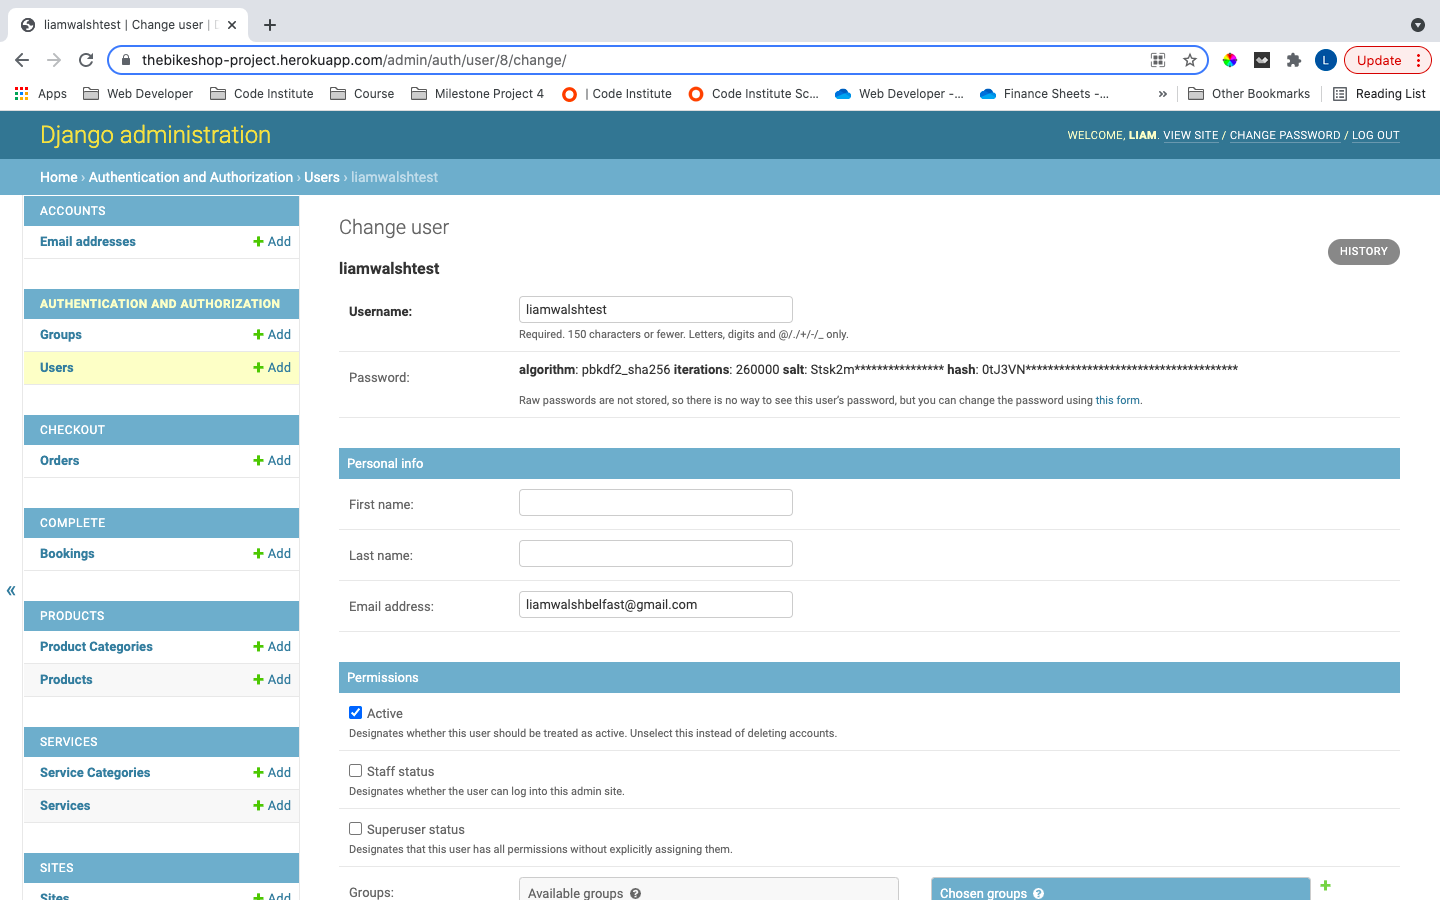 liamwalshtest | Change user |
thebikeshop-project.herokuapp.com/admin/auth/user/8/change/
L
Update
Apps Web Developer Code Institute Course Milestone Project 4 | Code Institute Code Institute Sc... Web Developer -... Finance Sheets -... » Other Bookmarks Reading List
Django administration
WELCOME, LIAM. VIEW SITE / CHANGE PASSWORD / LOG OUT
Home › Authentication and Authorization › Users › liamwalshtest
ACCOUNTS
Email addresses + Add
AUTHENTICATION AND AUTHORIZATION
Groups + Add
Users + Add
CHECKOUT
Orders + Add
COMPLETE
Bookings + Add
«
PRODUCTS
Product Categories + Add
Products + Add
SERVICES
Service Categories + Add
Services + Add
SITES
Sites + Add
Change user
HISTORY
liamwalshtest
Username: liamwalshtest
Required. 150 characters or fewer. Letters, digits and @/./+/-/_ only.
Password: algorithm: pbkdf2_sha256 iterations: 260000 salt: Stsk2m**************** hash: 0tJ3VN**************************************
Raw passwords are not stored, so there is no way to see this user's password, but you can change the password using this form.
Personal info
First name:
Last name:
Email address: liamwalshbelfast@gmail.com
Permissions
Active
Designates whether this user should be treated as active. Unselect this instead of deleting accounts.
Staff status
Designates whether the user can log into this admin site.
Superuser status
Designates that this user has all permissions without explicitly assigning them.
Groups: Available groups ? Chosen groups ? +